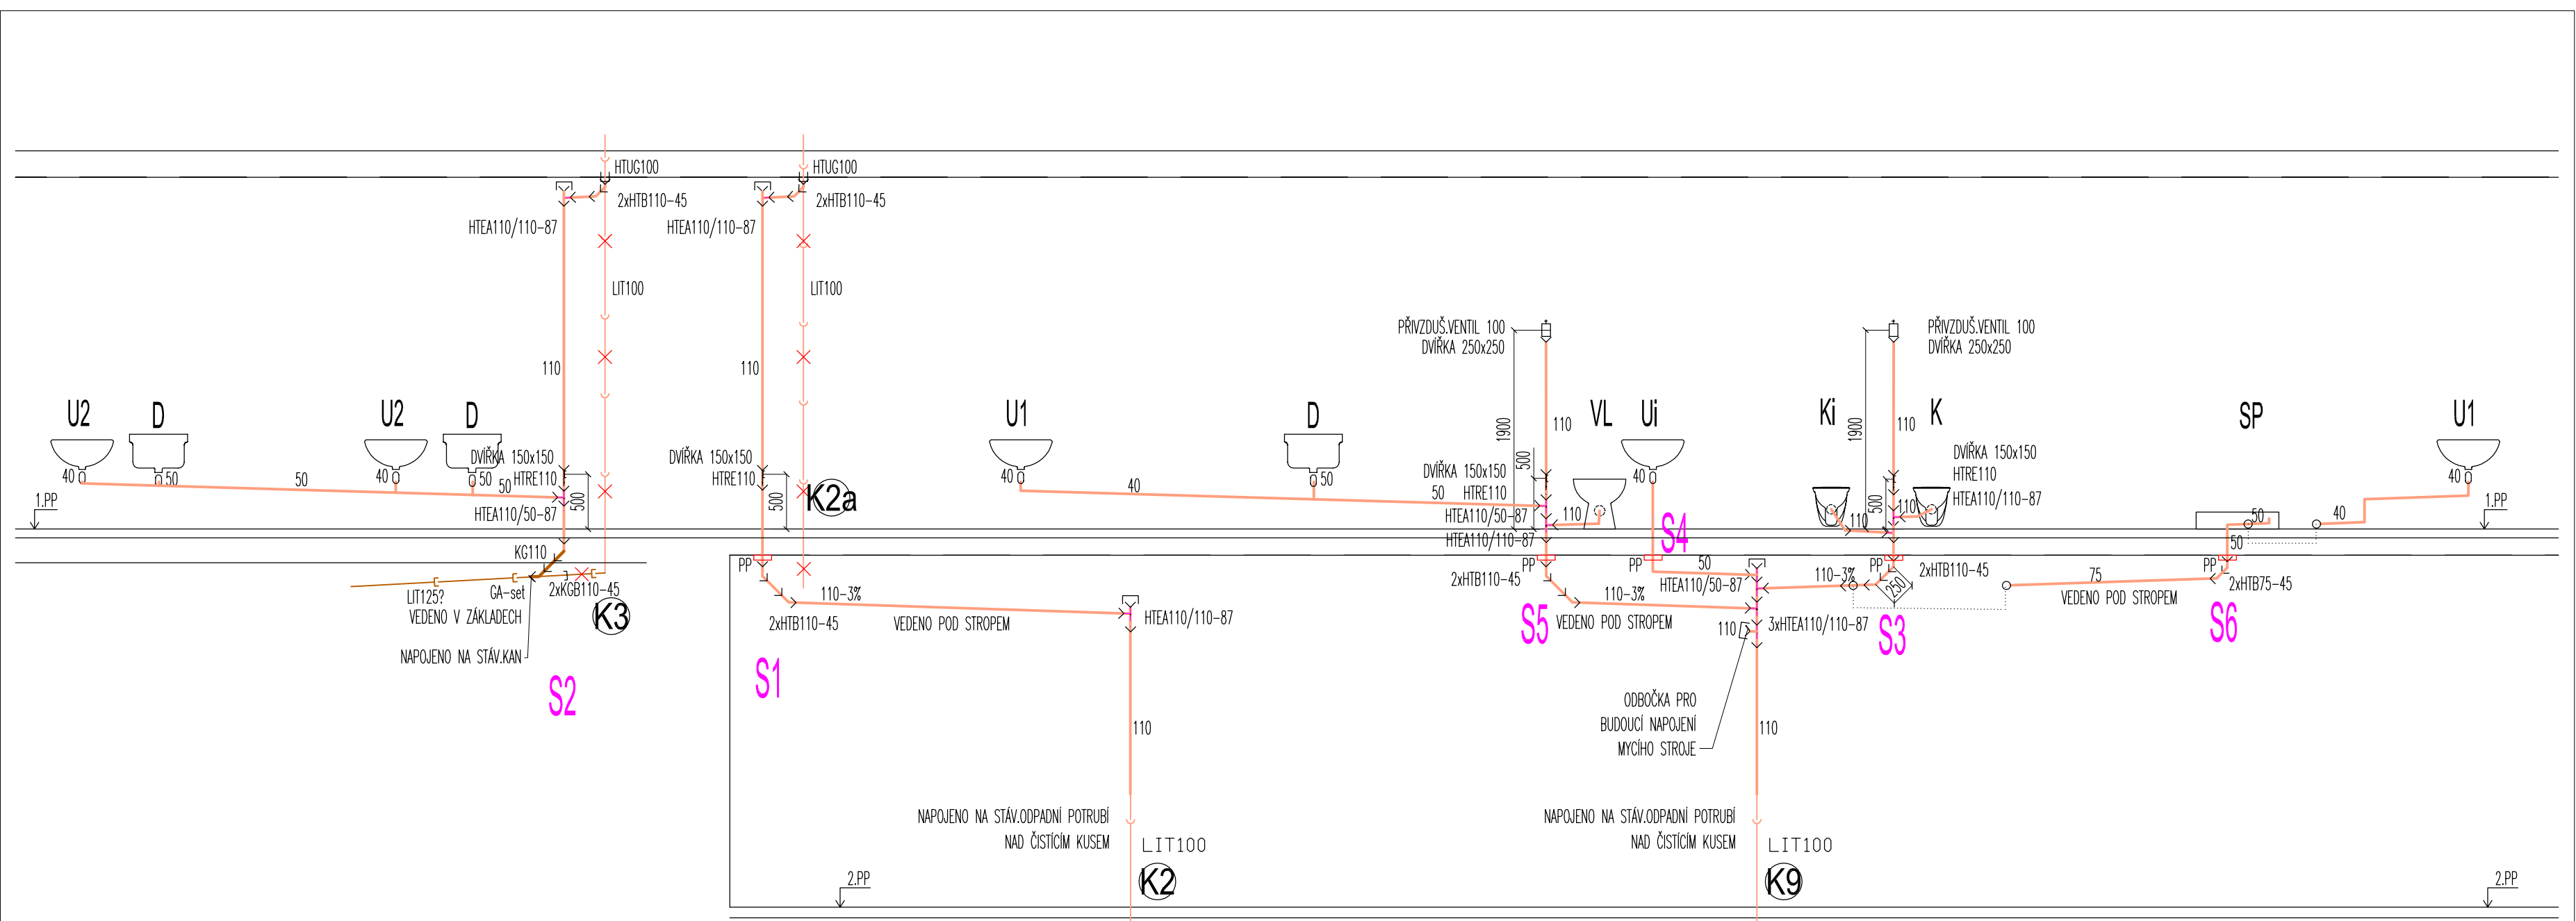 HTUG100
2xHTB110-45
HTEA110/110-87
LIT100
110
HTUG100
2xHTB110-45
HTEA110/110-87
LIT100
110
U2
D
U2
D
40
50
50
40
50
50
DVÍŘKA 150x150
HTRE110
500
HTEA110/50-87
1.PP
KG110
LIT125?
GA-set
2xKGB110-45
VEDENO V ZÁKLADECH
K3
NAPOJENO NA STÁV.KAN
S2
DVÍŘKA 150x150
HTRE110
500
K2a
PP
2xHTB110-45
110-3%
VEDENO POD STROPEM
HTEA110/110-87
S1
110
NAPOJENO NA STÁV.ODPADNÍ POTRUBÍ
NAD ČISTÍCÍM KUSEM
LIT100
K2
2.PP
U1
D
40
40
50
50
PŘIVZDUŠ.VENTIL 100
DVÍŘKA 250x250
1900
110
500
DVÍŘKA 150x150
HTRE110
HTEA110/50-87
110
HTEA110/110-87
VL
Ui
40
S4
PP
2xHTB110-45
S5
110-3%
VEDENO POD STROPEM
PP
50
HTEA110/50-87
110
3xHTEA110/110-87
ODBOČKA PRO
BUDOUCÍ NAPOJENÍ
MYCÍHO STROJE
110
NAPOJENO NA STÁV.ODPADNÍ POTRUBÍ
NAD ČISTÍCÍM KUSEM
LIT100
K9
PŘIVZDUŠ.VENTIL 100
DVÍŘKA 250x250
1900
Ki
K
110
DVÍŘKA 150x150
HTRE110
HTEA110/110-87
500
110
110
PP
2xHTB110-45
110-3%
250
S3
75
VEDENO POD STROPEM
SP
U1
50
40
40
50
PP
2xHTB75-45
S6
1.PP
2.PP